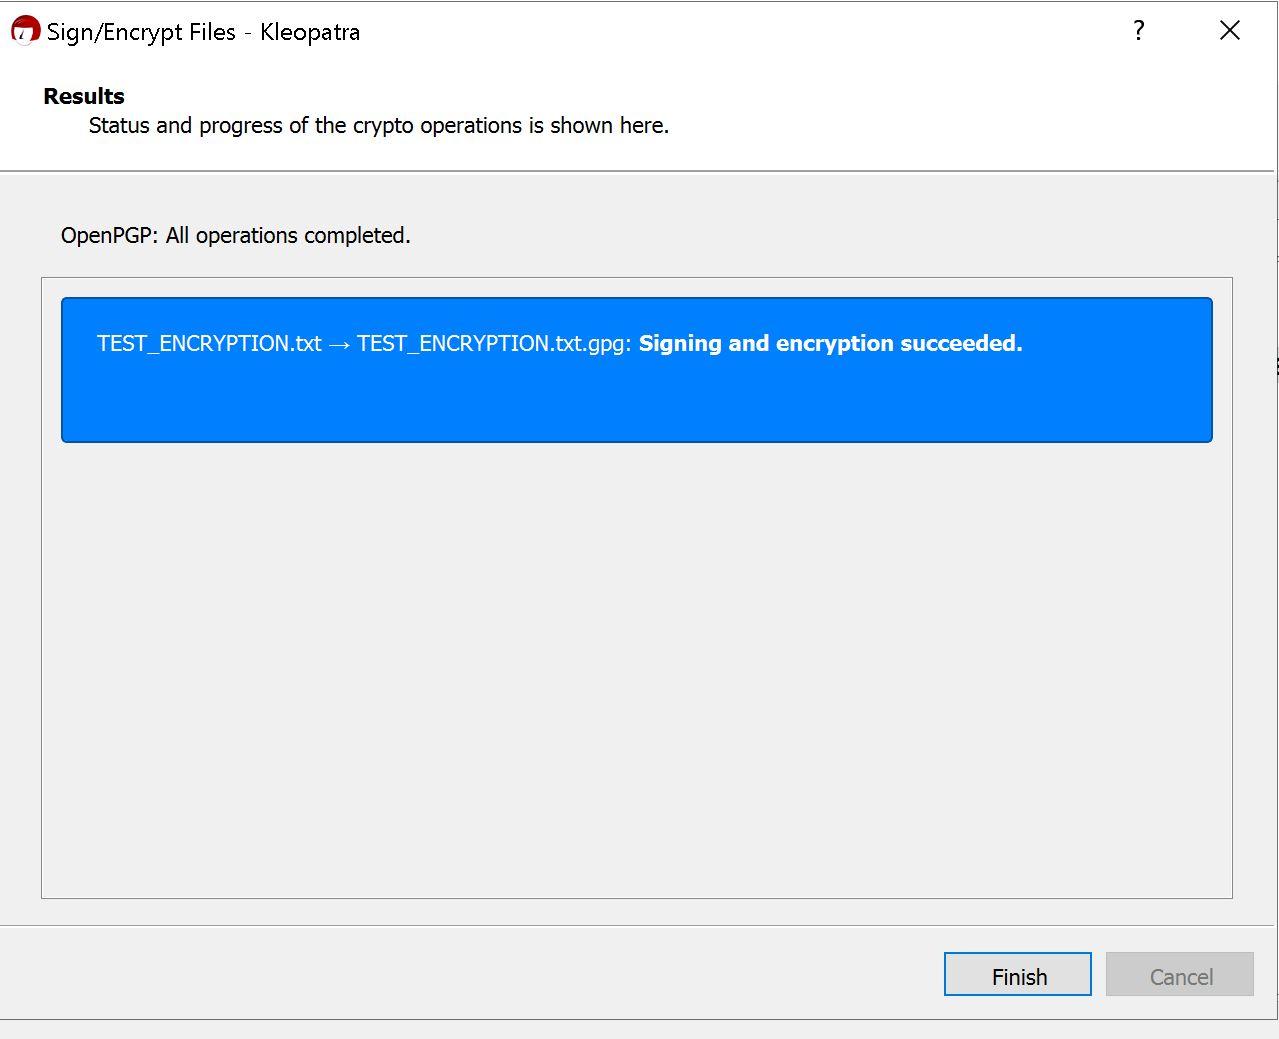 Sign/Encrypt Files - Kleopatra
?
Results
Status and progress of the crypto operations is shown here.
OpenPGP: All operations completed.
TEST_ENCRYPTION.txt → TEST_ENCRYPTION.txt.gpg: Signing and encryption succeeded.
Finish
Cancel